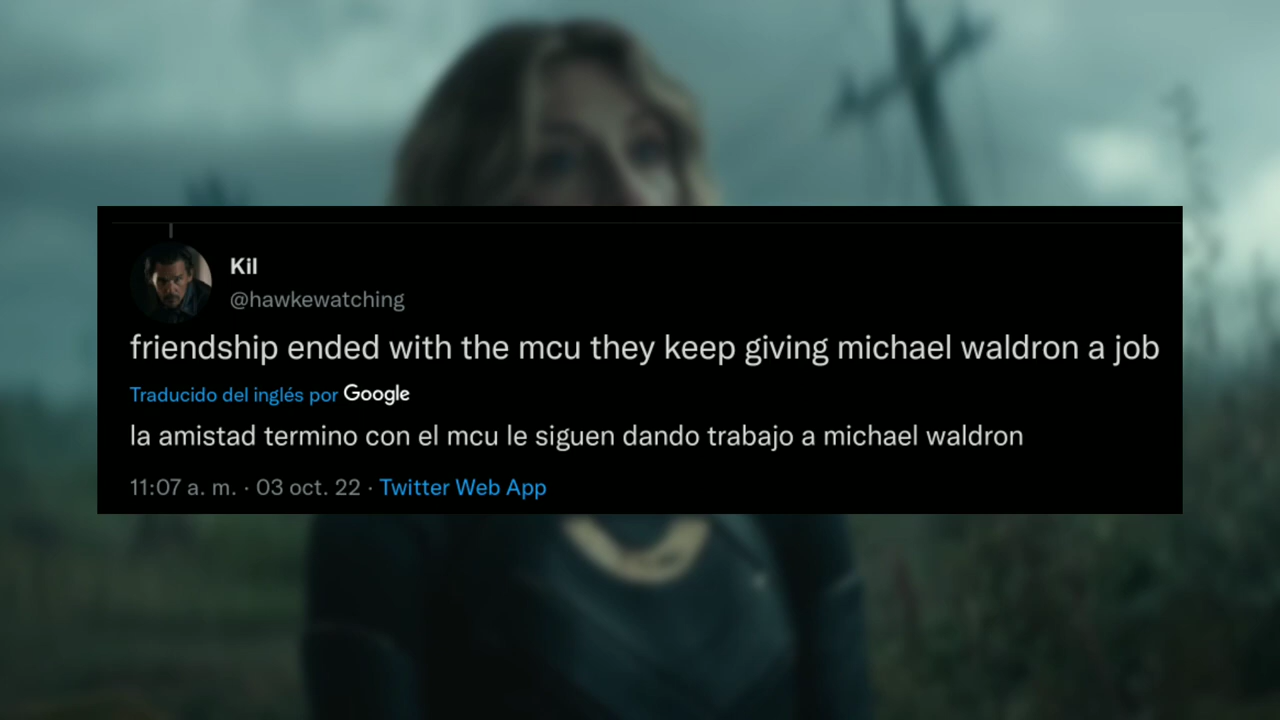 Kil
@hawkewatching
friendship ended with the mcu they keep giving michael waldron a job
Traducido del inglés por Google
la amistad termino con el mcu le siguen dando trabajo a michael waldron
11:07 a. m. · 03 oct. 22 · Twitter Web App